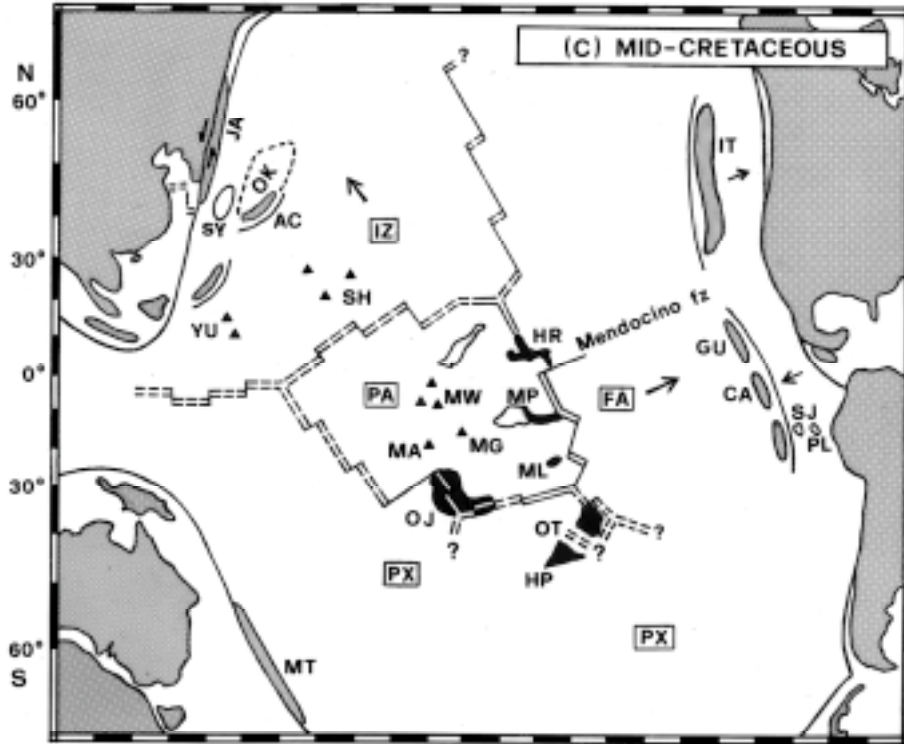 (C) MID-CRETACEOUS
N
60°
30°
0°
30°
60°
S
?
JA
OK
SY
AC
IZ
IT
SH
YU
HR
Mendocino fz
GU
PA
MW
MP
FA
CA
SJ
PL
MA
MG
ML
OJ
OT
?
?
?
HP
PX
PX
MT